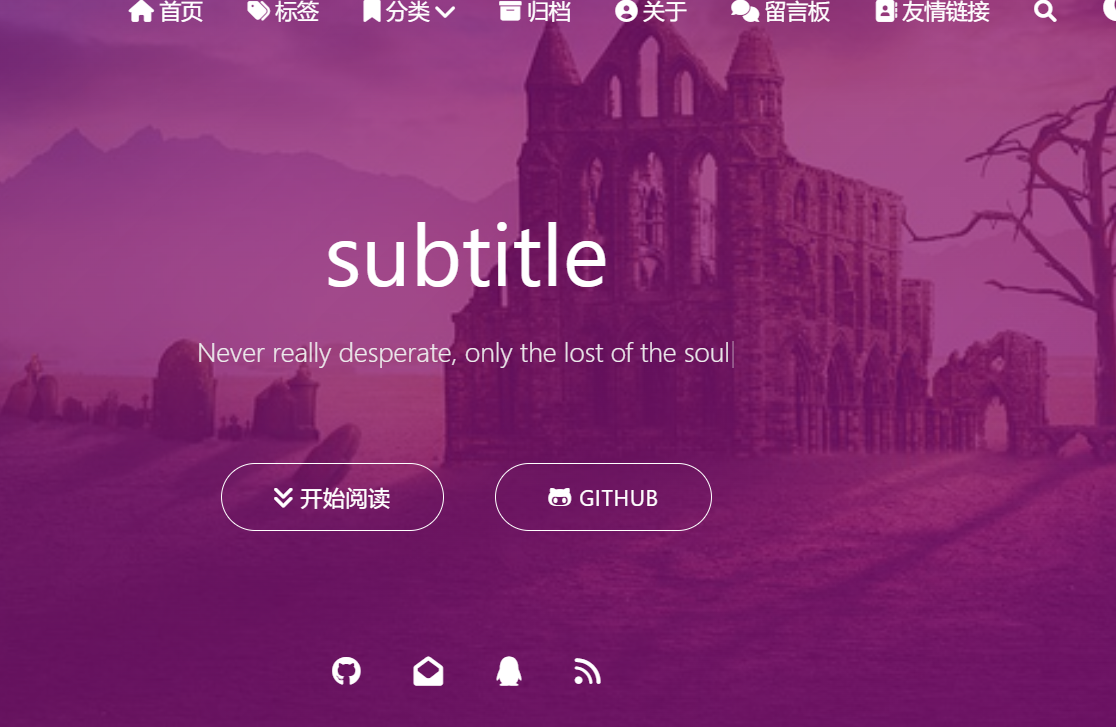 首页 标签 分类 归档 关于 留言板 友情链接
subtitle
Never really desperate, only the lost of the soul
开始阅读 GITHUB